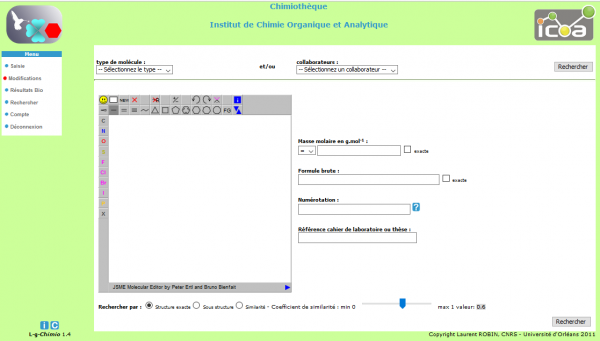 Chimiothèque
Institut de Chimie Organique et Analytique
icoa
Menu
Saisie
Modifications
Résultats Bio
Rechercher
Compte
Déconnexion
type de molécule :
-- Sélectionnez le type --
et/ou
collaborateurs :
-- Sélectionnez un collaborateur --
Rechercher
NEW
FG
C
N
O
S
F
Cl
Br
I
X
JSME Molecular Editor by Peter Ertl and Bruno Bienfait
Masse molaire en g.mol-1 :
=
exacte
Formule brute :
exacte
Numérotation :
?
Référence cahier de laboratoire ou thèse :
Rechercher par : Structure exacte Sous structure Similarité - Coefficient de similarité : min 0 max 1 valeur: 0.6
Rechercher
L-g-Chimio 1.4
Copyright Laurent ROBIN, CNRS - Université d'Orléans 2011